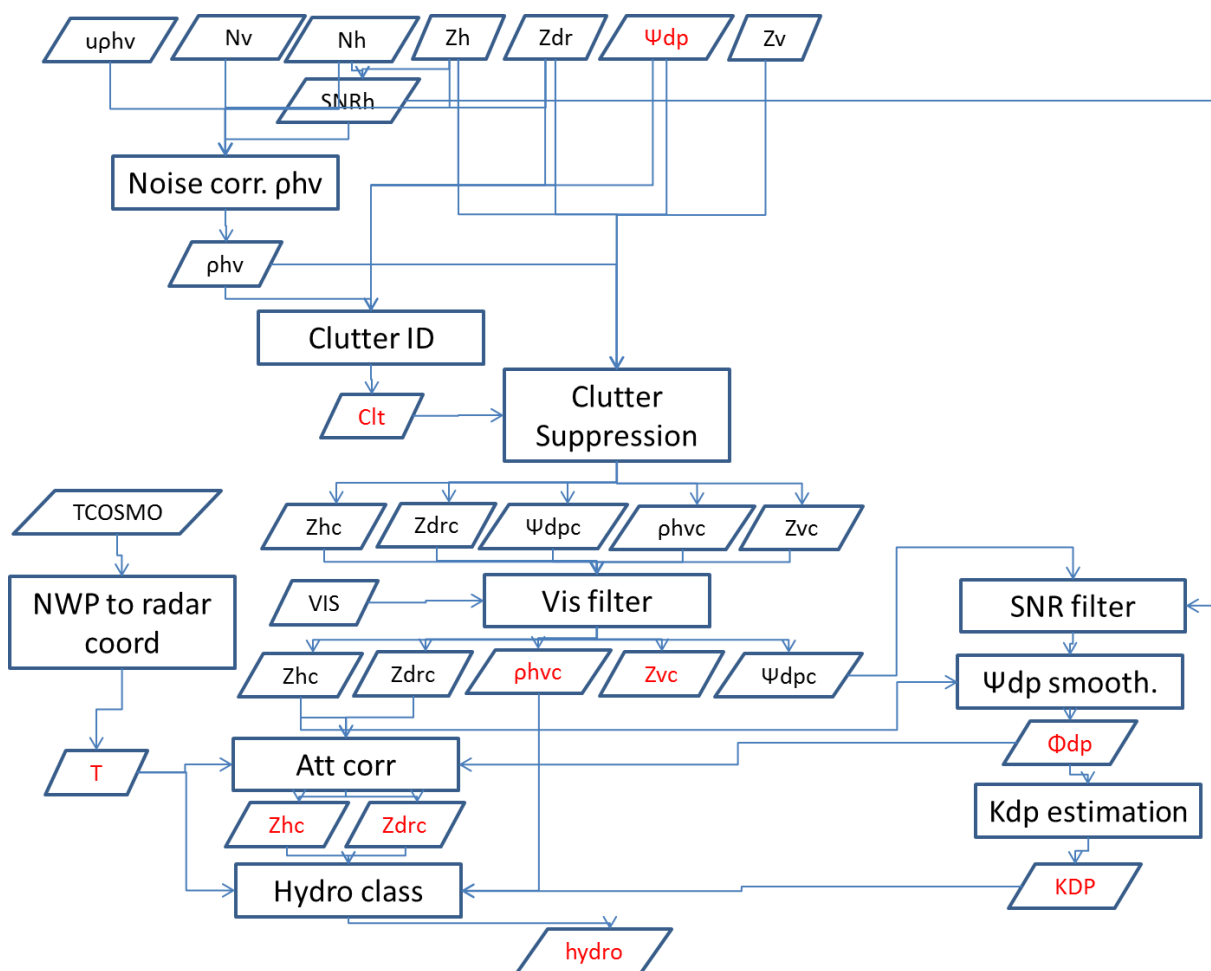 uρhv
Nv
Nh
Zh
Zdr
Ψdp
Zv
SNRh
Noise corr. ρhv
ρhv
Clutter ID
Clt
Clutter
Suppression
TCOSMO
Zhc
Zdrc
Ψdpc
ρhvc
Zvc
NWP to radar
coord
VIS
Vis filter
SNR filter
Zhc
Zdrc
ρhvc
Zvc
Ψdpc
Ψdp smooth.
T
Att corr
Φdp
Zhc
Zdrc
Kdp estimation
Hydro class
KDP
hydro